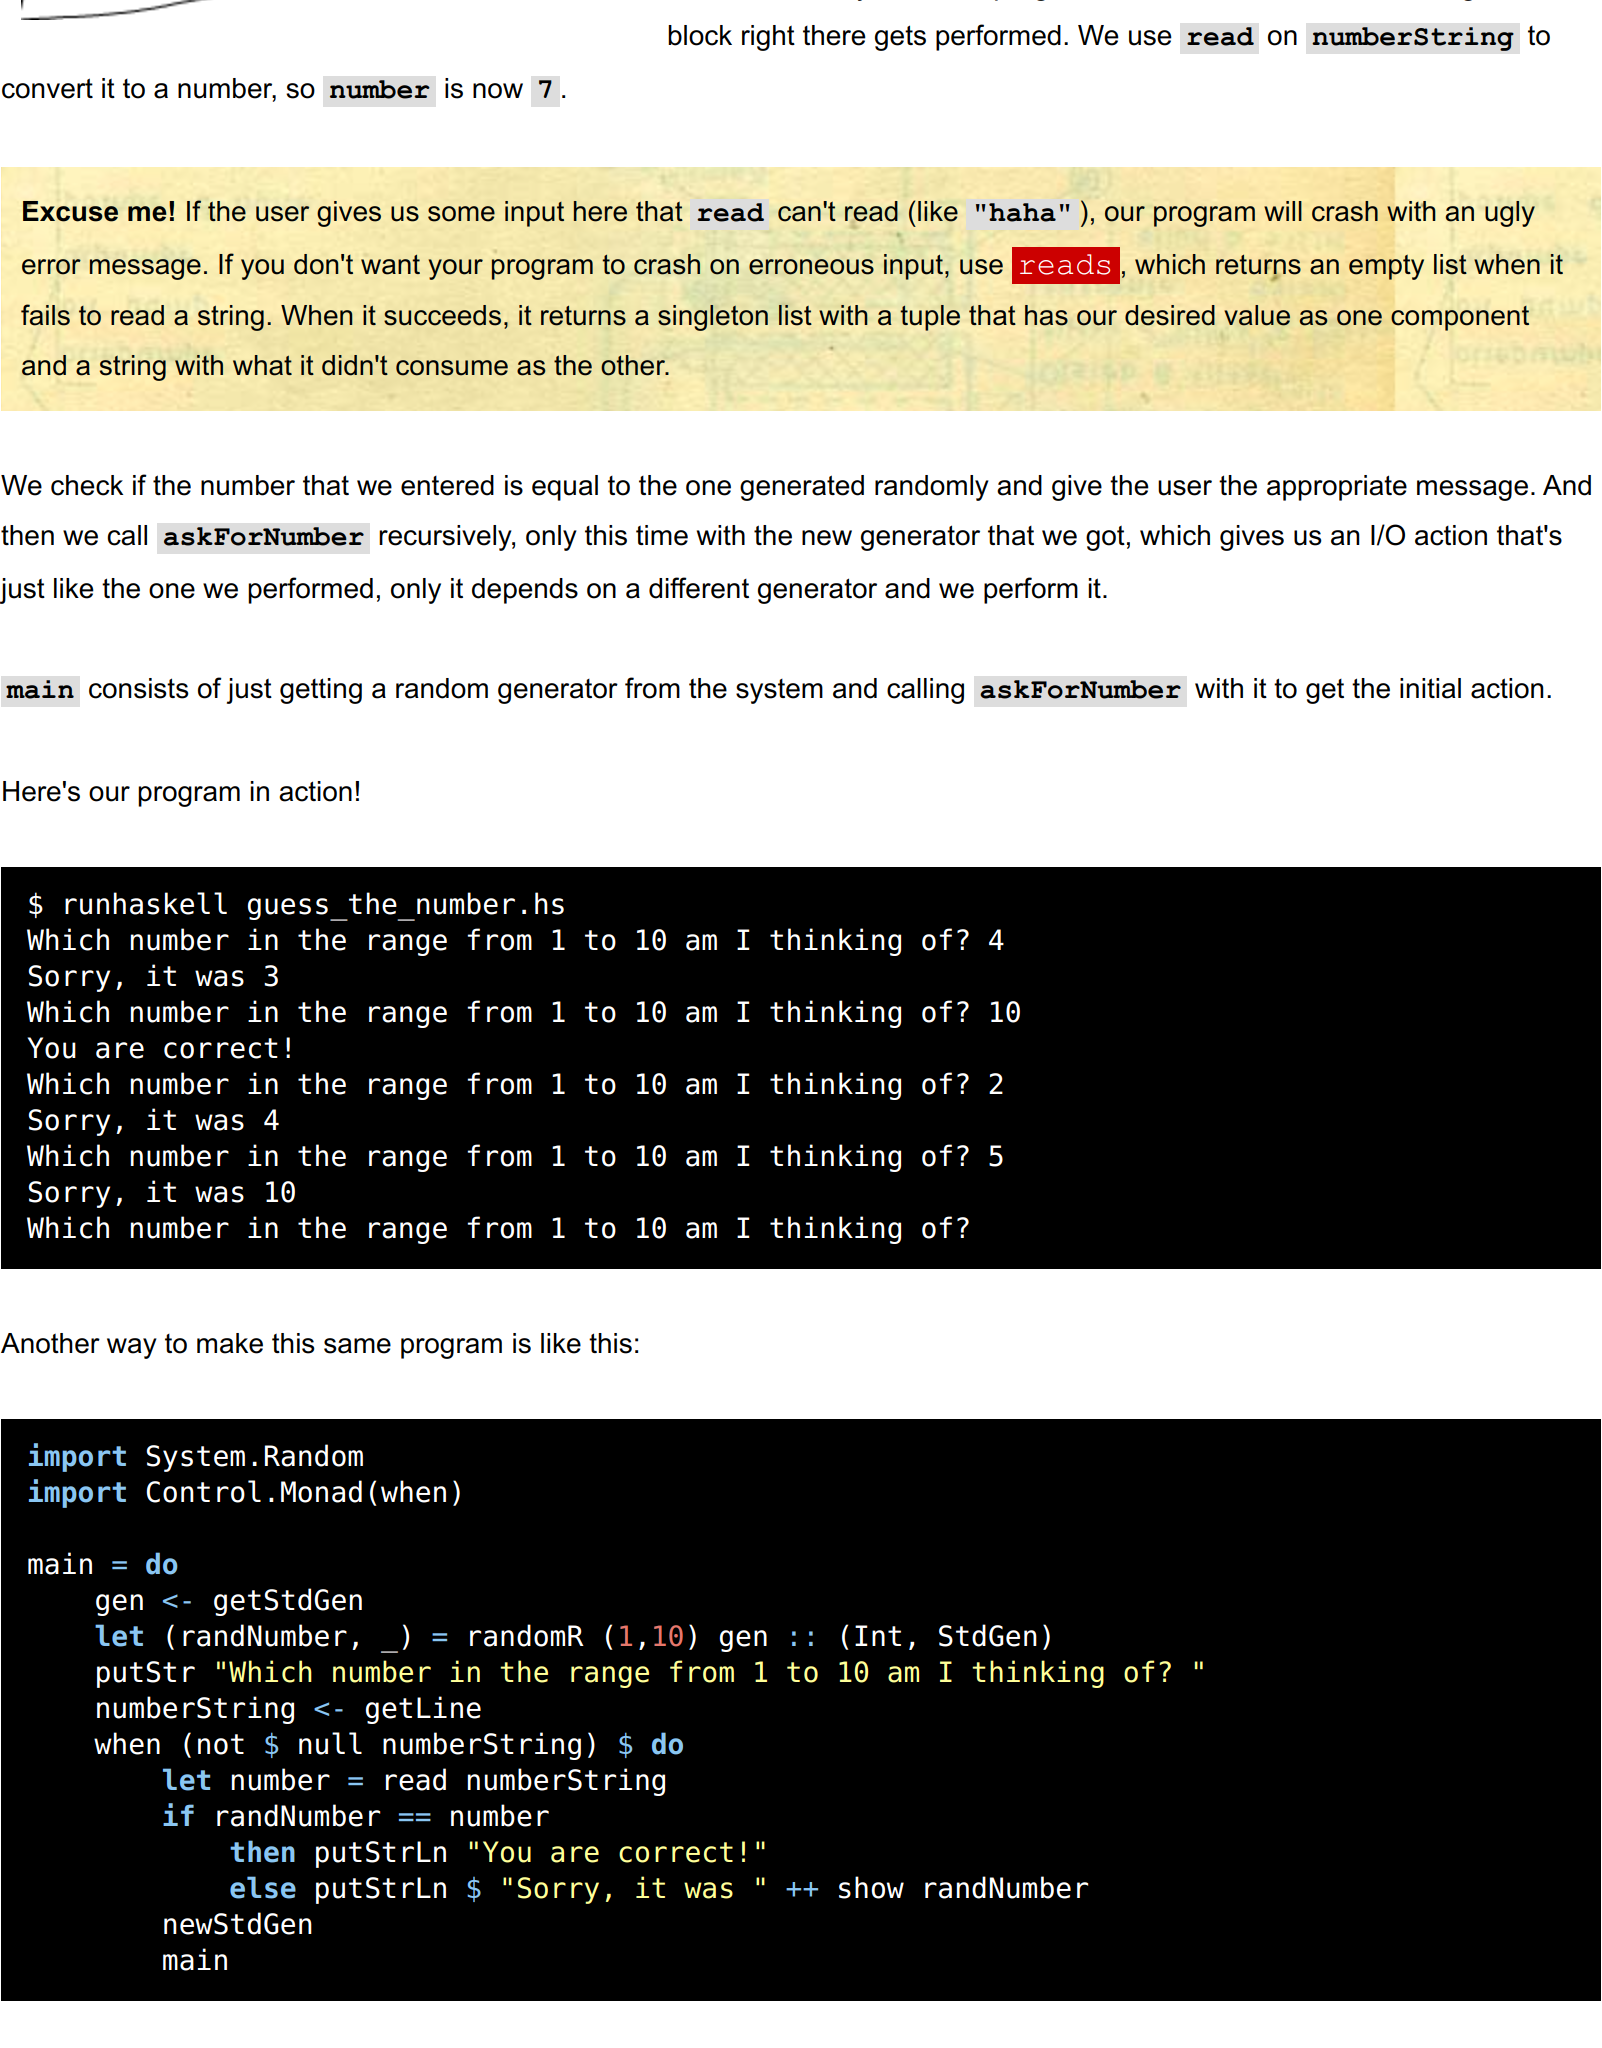 block right there gets performed. We use read on numberString to
convert it to a number, so number is now 7.
Excuse me! If the user gives us some input here that read can't read (like "haha"), our program will crash with an ugly
error message. If you don't want your program to crash on erroneous input, use reads, which returns an empty list when it
fails to read a string. When it succeeds, it returns a singleton list with a tuple that has our desired value as one component
and a string with what it didn't consume as the other.
We check if the number that we entered is equal to the one generated randomly and give the user the appropriate message. And
then we call askForNumber recursively, only this time with the new generator that we got, which gives us an I/O action that's
just like the one we performed, only it depends on a different generator and we perform it.
main consists of just getting a random generator from the system and calling askForNumber with it to get the initial action.
Here's our program in action!
$ runhaskell guess_the_number.hs
Which number in the range from 1 to 10 am I thinking of? 4
Sorry, it was 3
Which number in the range from 1 to 10 am I thinking of? 10
You are correct!
Which number in the range from 1 to 10 am I thinking of? 2
Sorry, it was 4
Which number in the range from 1 to 10 am I thinking of? 5
Sorry, it was 10
Which number in the range from 1 to 10 am I thinking of?
Another way to make this same program is like this:
import System.Random
import Control.Monad(when)
main = do
    gen <- getStdGen
    let (randNumber, _) = randomR (1,10) gen :: (Int, StdGen)
    putStr "Which number in the range from 1 to 10 am I thinking of? "
    numberString <- getLine
    when (not $ null numberString) $ do
        let number = read numberString
        if randNumber == number
            then putStrLn "You are correct!"
            else putStrLn $ "Sorry, it was " ++ show randNumber
        newStdGen
        main